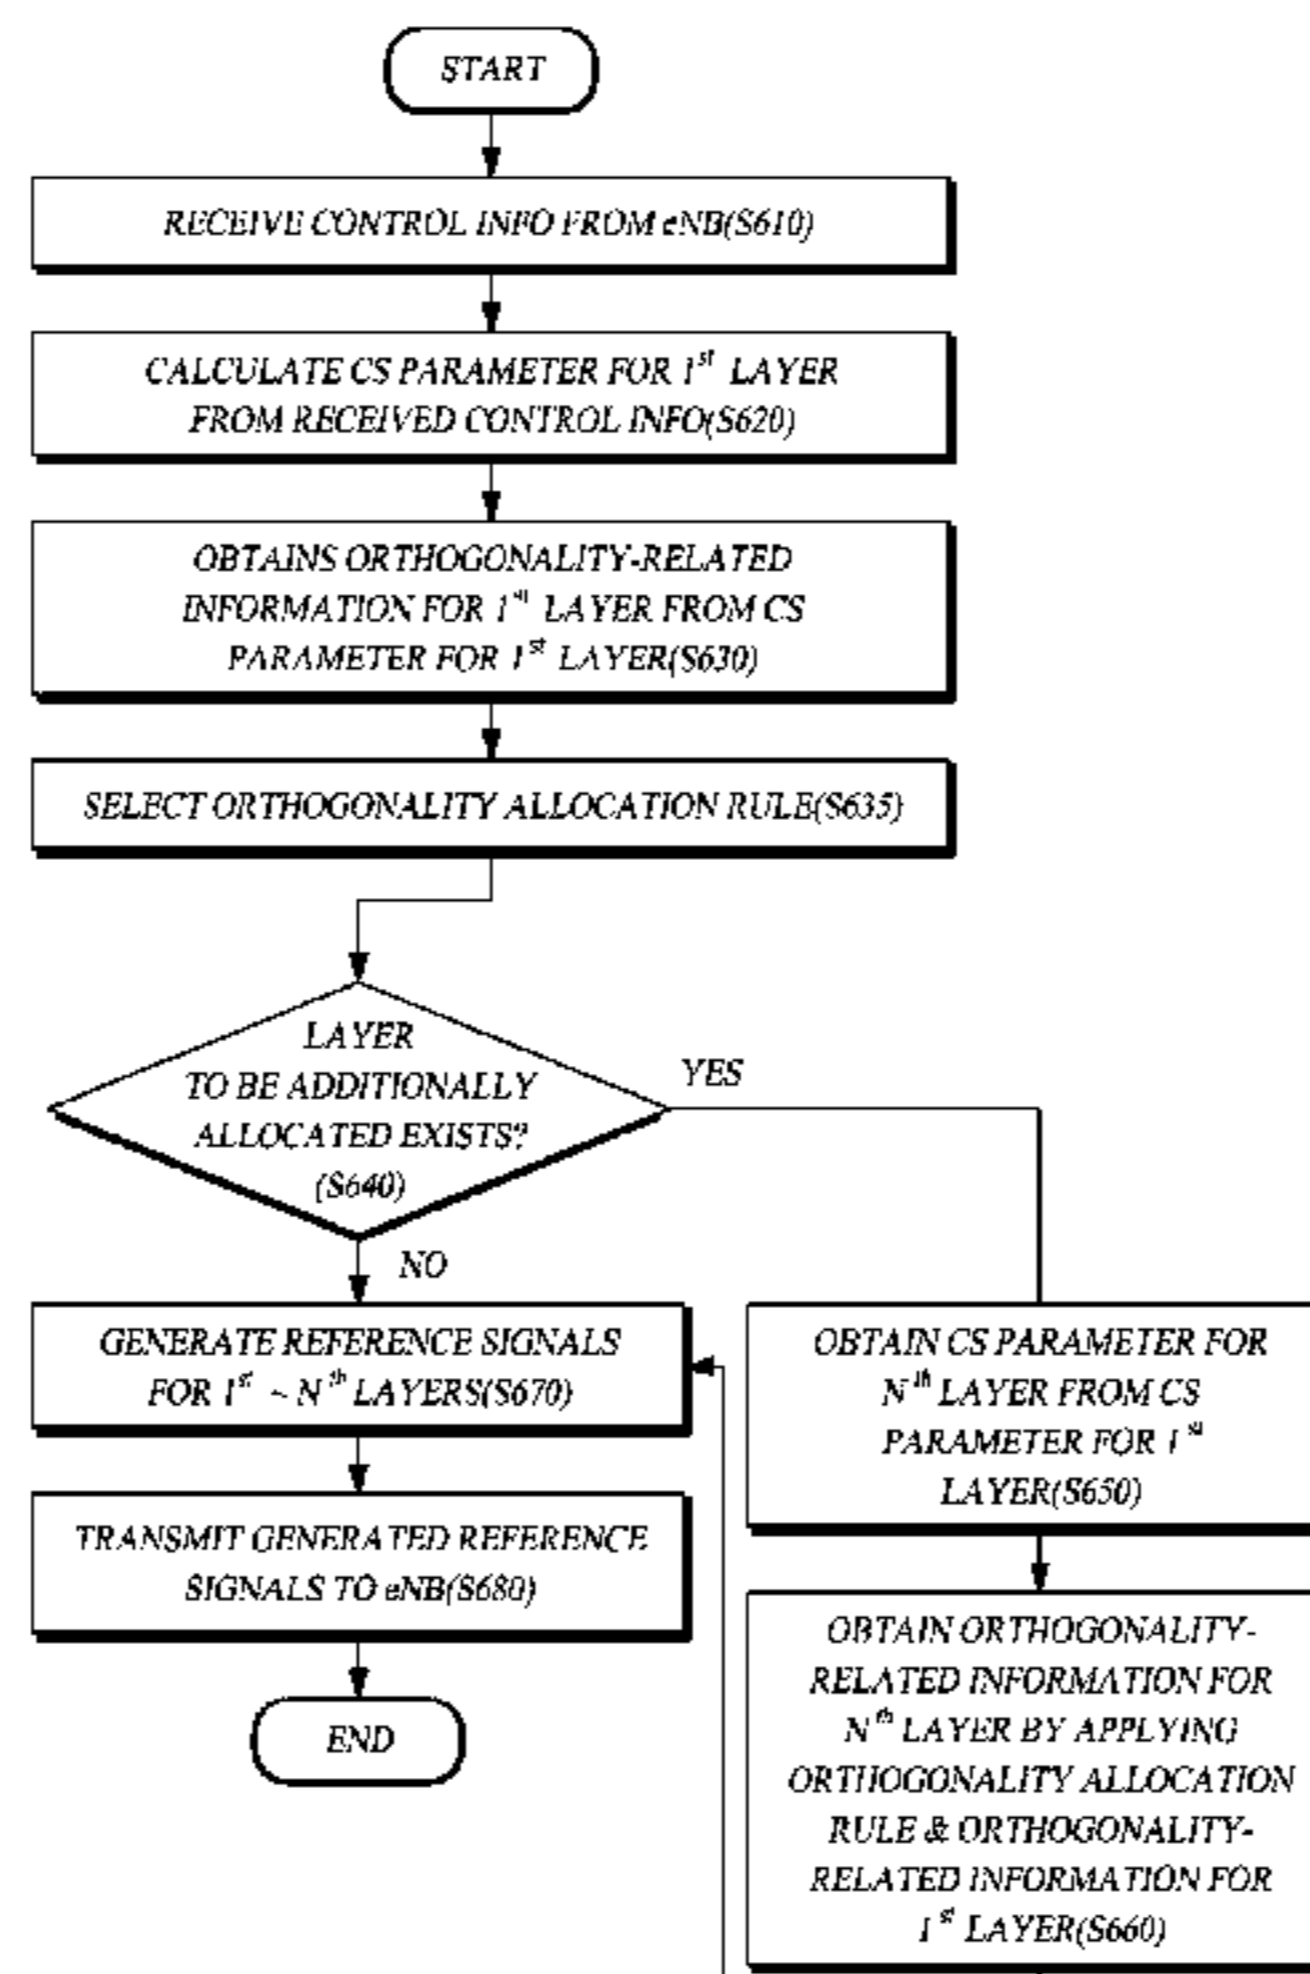 START
RECEIVE CONTROL INFO FROM eNB(S610)
CALCULATE CS PARAMETER FOR 1st LAYER
FROM RECEIVED CONTROL INFO(S620)
OBTAINS ORTHOGONALITY-RELATED
INFORMATION FOR 1st LAYER FROM CS
PARAMETER FOR 1st LAYER(S630)
SELECT ORTHOGONALITY ALLOCATION RULE(S635)
LAYER
TO BE ADDITIONALLY
ALLOCATED EXISTS?
(S640)
YES
NO
GENERATE REFERENCE SIGNALS
FOR 1st ~ Nth LAYERS(S670)
TRANSMIT GENERATED REFERENCE
SIGNALS TO eNB(S680)
END
OBTAIN CS PARAMETER FOR
Nth LAYER FROM CS
PARAMETER FOR 1st
LAYER(S650)
OBTAIN ORTHOGONALITY-
RELATED INFORMATION FOR
Nth LAYER BY APPLYING
ORTHOGONALITY ALLOCATION
RULE & ORTHOGONALITY-
RELATED INFORMATION FOR
1st LAYER(S660)